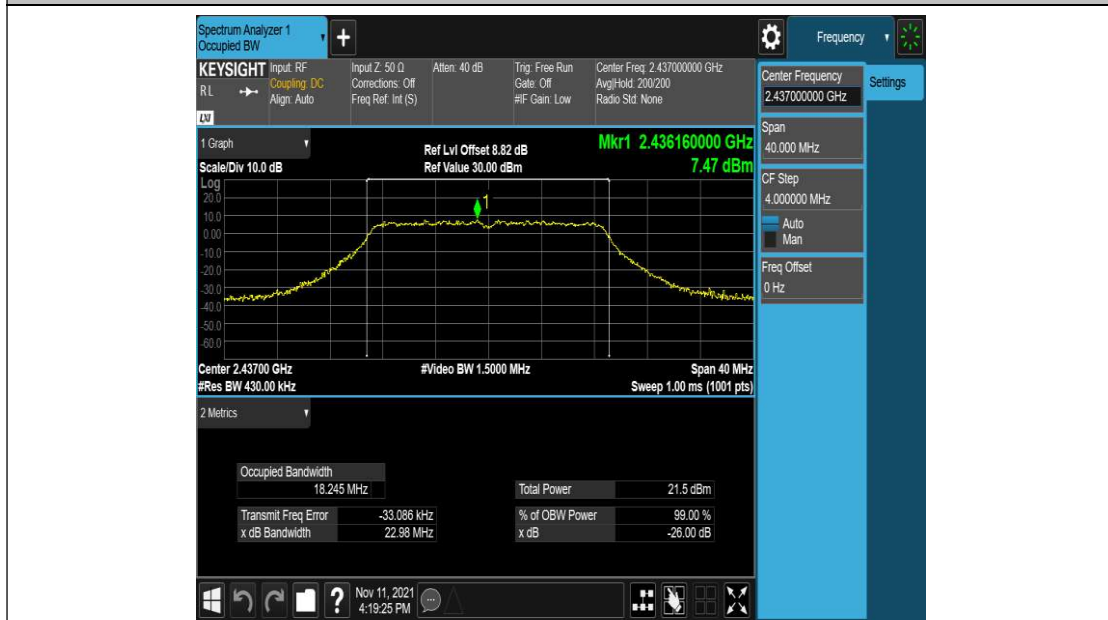 Spectrum Analyzer 1
Occupied BW
+
Frequency
KEYSIGHT Input: RF Input Z: 50 Ω Atten: 40 dB Trig: Free Run Center Freq: 2.437000000 GHz
RL Coupling: DC Corrections: Off Gate: Off Avg|Hold: 200/200
Align: Auto Freq Ref: Int (S) #IF Gain: Low Radio Std: None
LXI
Center Frequency
2.437000000 GHz
Settings
Span
40.000 MHz
CF Step
4.000000 MHz
Auto
Man
Freq Offset
0 Hz
1 Graph
Ref Lvl Offset 8.82 dB Mkr1 2.436160000 GHz
Scale/Div 10.0 dB Ref Value 30.00 dBm 7.47 dBm
Log
20.0
10.0
0.00
-10.0
-20.0
-30.0
-40.0
-50.0
-60.0
1
Center 2.43700 GHz #Video BW 1.5000 MHz Span 40 MHz
#Res BW 430.00 kHz Sweep 1.00 ms (1001 pts)
2 Metrics
Occupied Bandwidth
18.245 MHz Total Power 21.5 dBm
Transmit Freq Error -33.086 kHz % of OBW Power 99.00 %
x dB Bandwidth 22.98 MHz x dB -26.00 dB
? Nov 11, 2021
4:19:25 PM